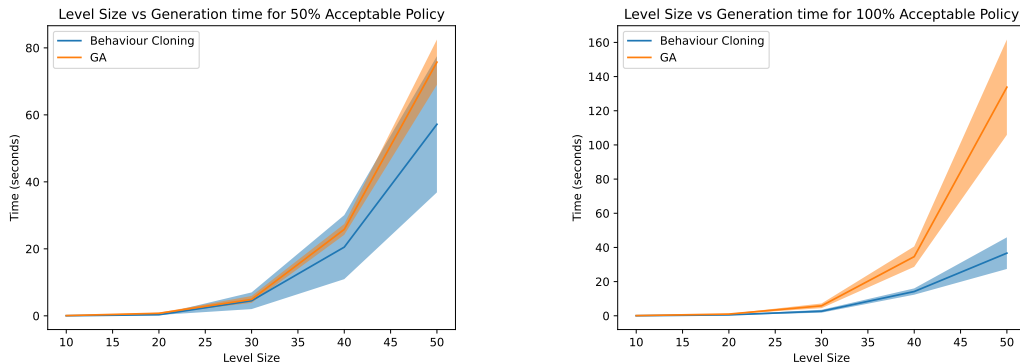 Level Size vs Generation time for 50% Acceptable Policy
Behaviour Cloning
GA
80
60
40
20
0
Time (seconds)
10 15 20 25 30 35 40 45 50
Level Size
Level Size vs Generation time for 100% Acceptable Policy
Behaviour Cloning
GA
160
140
120
100
80
60
40
20
0
Time (seconds)
10 15 20 25 30 35 40 45 50
Level Size